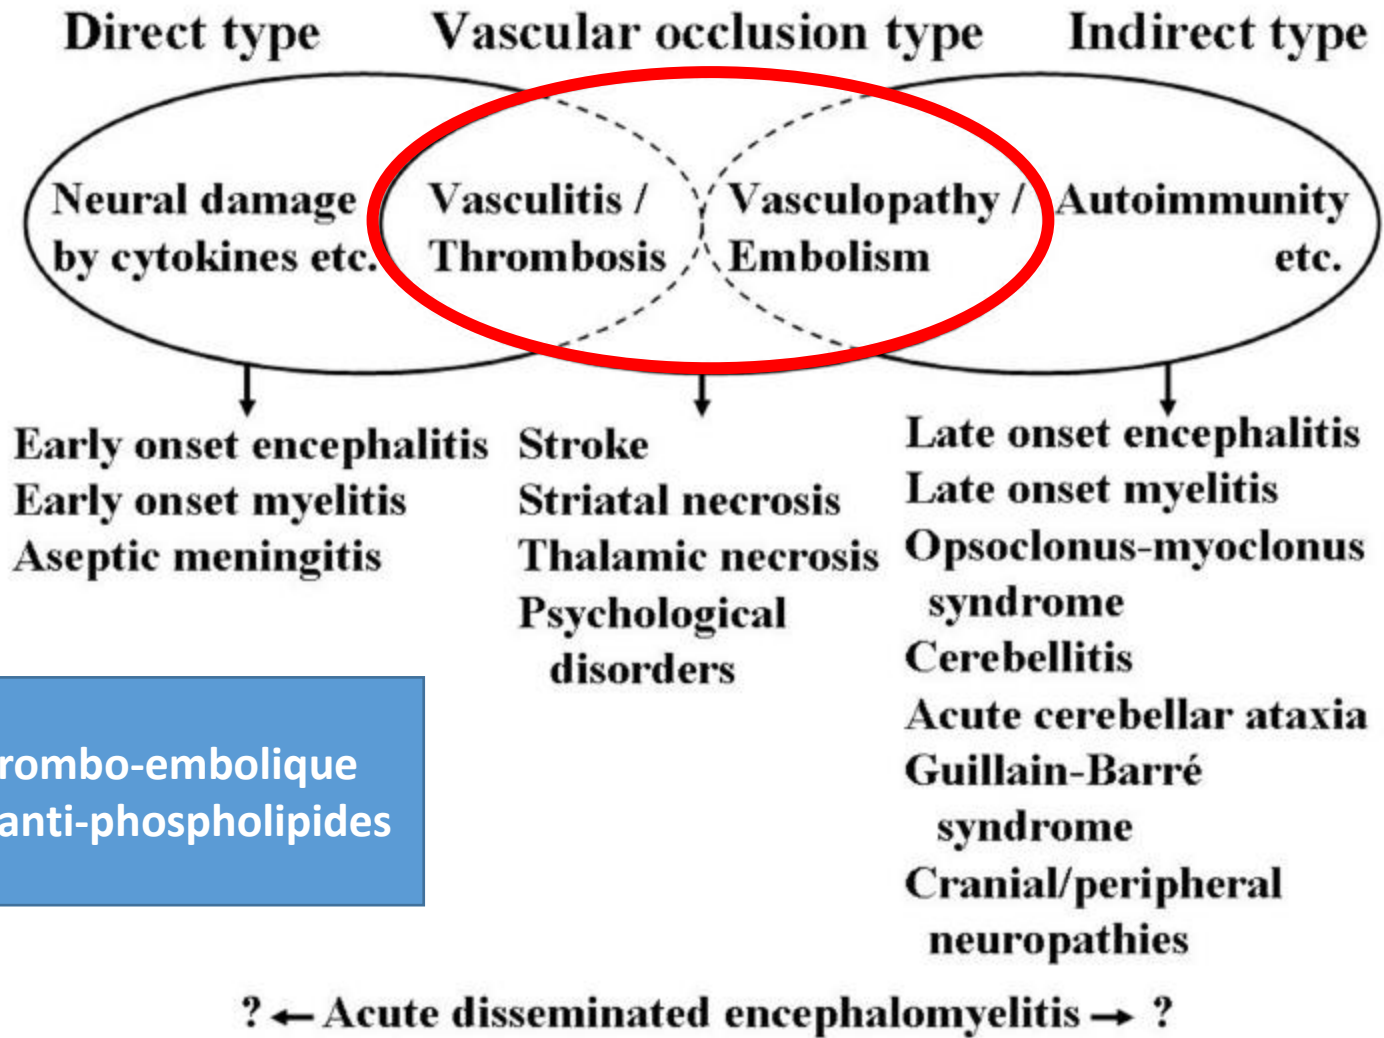 Direct type
Vascular occlusion type
Indirect type
Neural damage
by cytokines etc.
Vasculitis /
Thrombosis
Vasculopathy /
Embolism
Autoimmunity
etc.
Early onset encephalitis
Early onset myelitis
Aseptic meningitis
Stroke
Striatal necrosis
Thalamic necrosis
Psychological
disorders
Late onset encephalitis
Late onset myelitis
Opsoclonus-myoclonus
syndrome
Cerebellitis
Acute cerebellar ataxia
Guillain-Barré
syndrome
Cranial/peripheral
neuropathies
rombo-embolique
anti-phospholipides
? ← Acute disseminated encephalomyelitis → ?